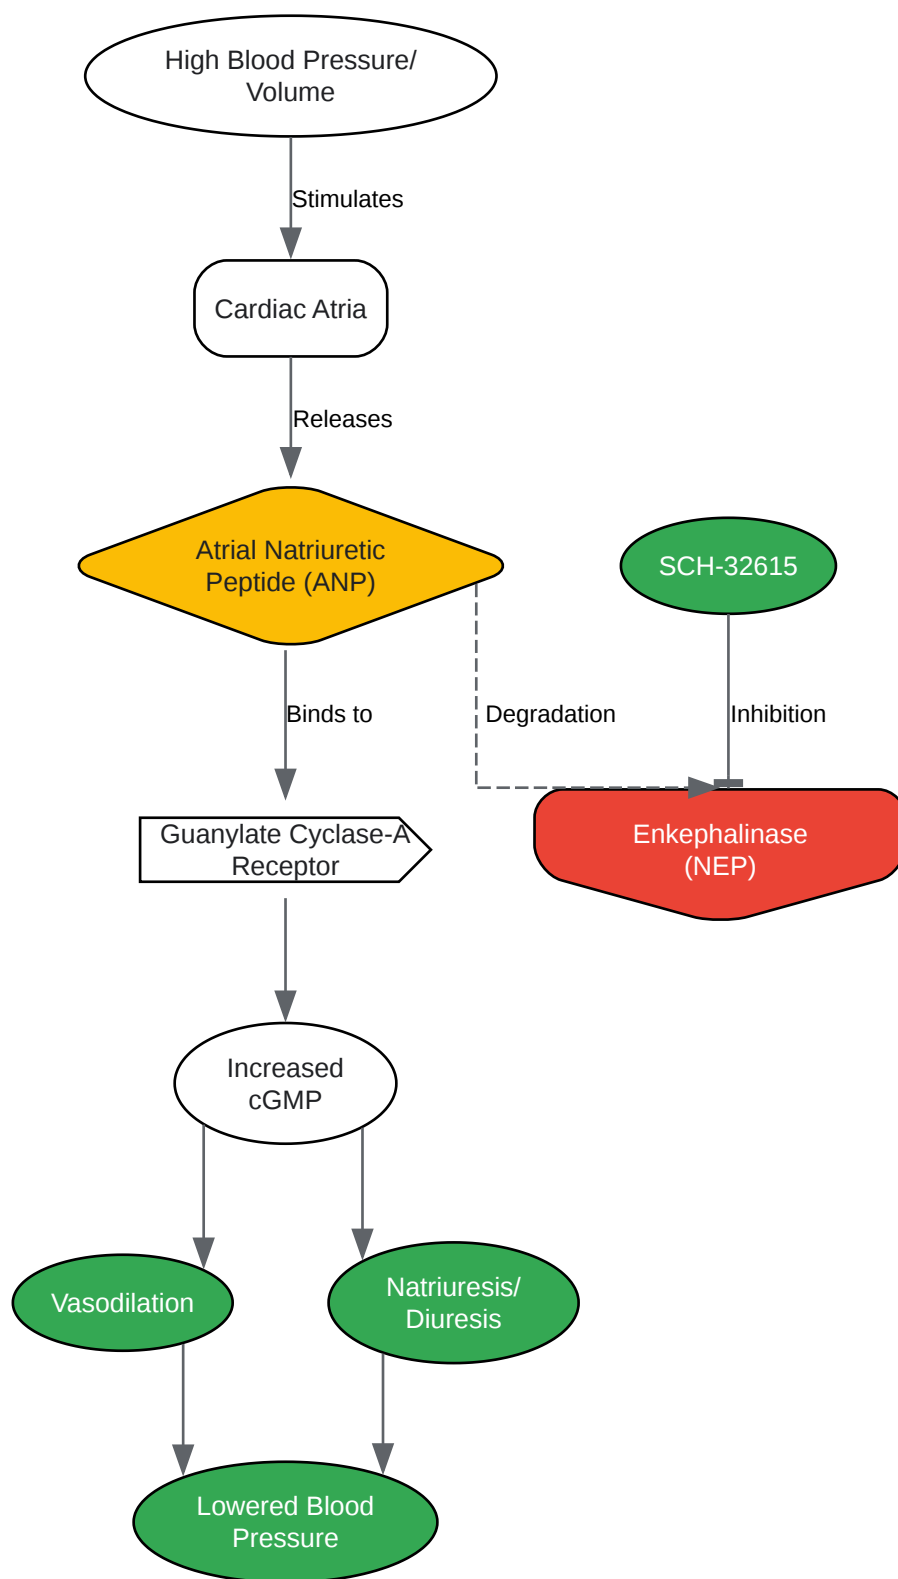 High Blood Pressure/
Volume
Stimulates
Cardiac Atria
Releases
Atrial Natriuretic
Peptide (ANP)
SCH-32615
Binds to
Degradation
Inhibition
Guanylate Cyclase-A
Receptor
Enkephalinase
(NEP)
Increased
cGMP
Vasodilation
Natriuresis/
Diuresis
Lowered Blood
Pressure